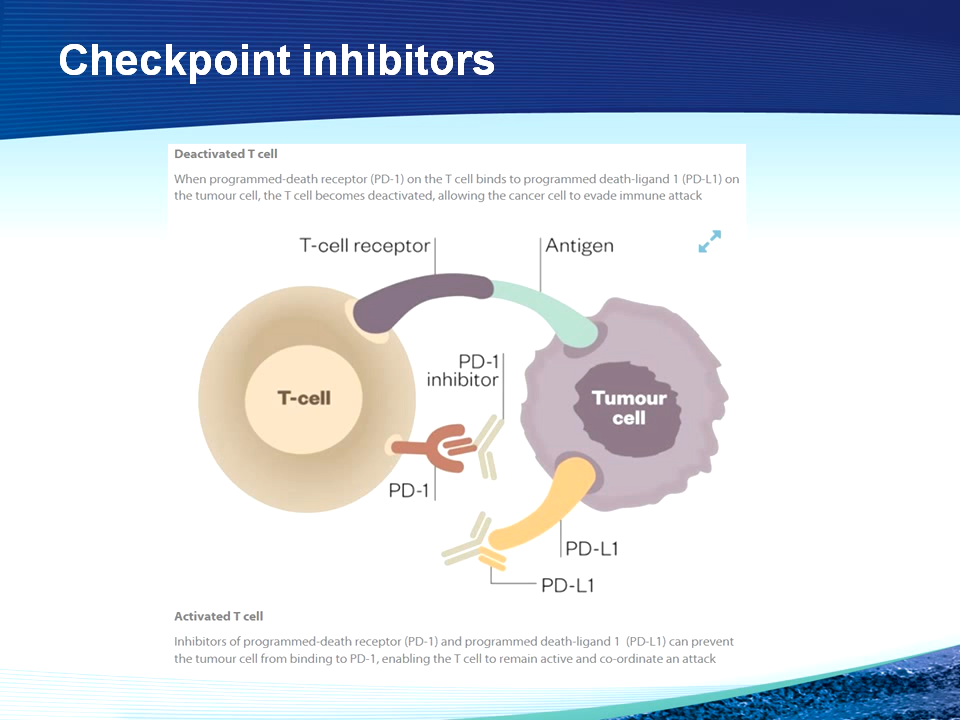 Checkpoint inhibitors
Deactivated T cell
When programmed-death receptor (PD-1) on the T cell binds to programmed death-ligand 1 (PD-L1) on
the tumour cell, the T cell becomes deactivated, allowing the cancer cell to evade immune attack
T-cell receptor
Antigen
PD-1
inhibitor
T-cell
Tumour
cell
PD-1
PD-L1
PD-L1
Activated T cell
Inhibitors of programmed-death receptor (PD-1) and programmed death-ligand 1 (PD-L1) can prevent
the tumour cell from binding to PD-1, enabling the T cell to remain active and co-ordinate an attack